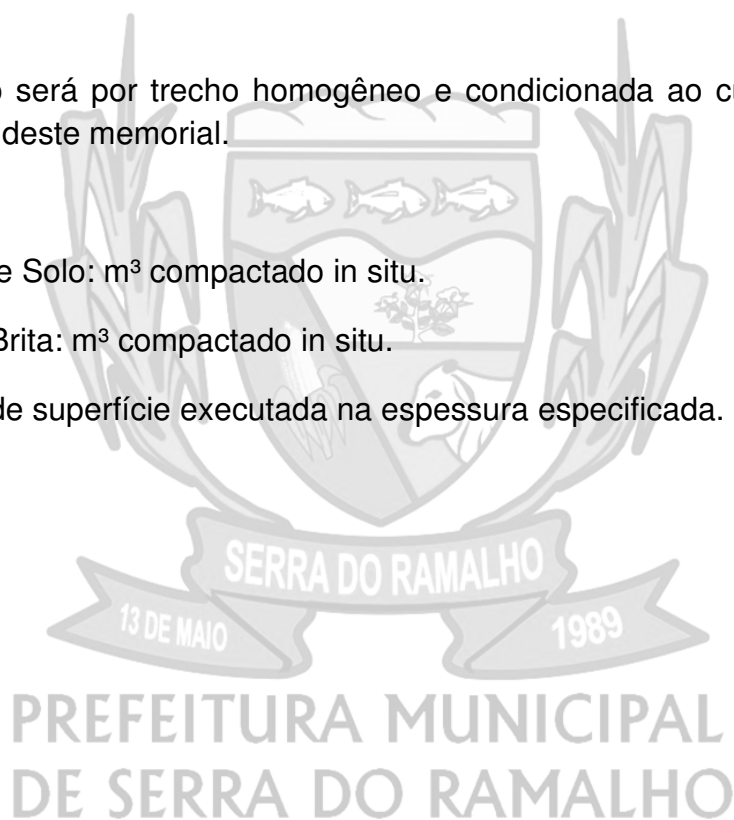 será por trecho homogêneo e condicionada ao
deste memorial.
Solo: m³ compactado in situ.
Brita: m³ compactado in situ.
de superfície executada na espessura especificada.
SERRA DO RAMALHO
13 DE MAIO
1989
PREFEITURA MUNICIPAL
DE SERRA DO RAMALHO